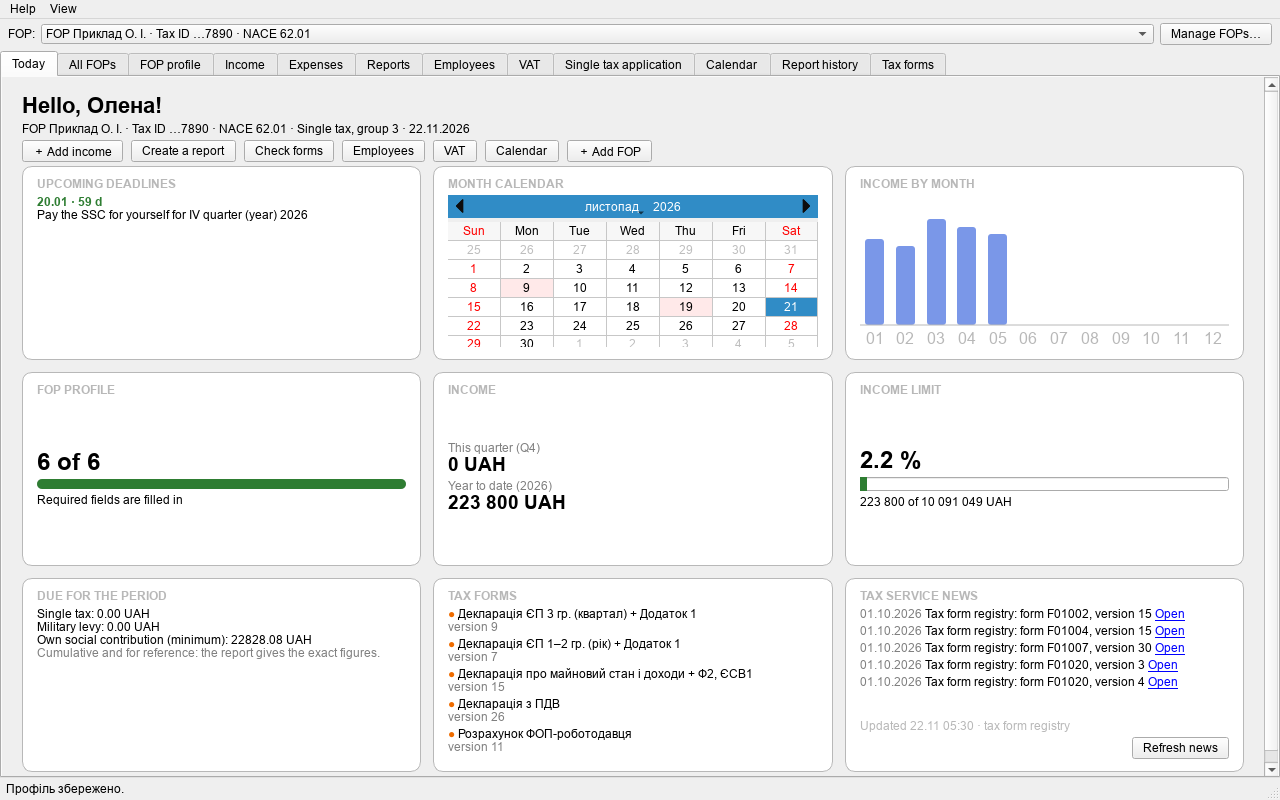 Help View
FOP: FOP Приклад О. І. · Tax ID …7890 · NACE 62.01 Manage FOPs…
Today All FOPs FOP profile Income Expenses Reports Employees VAT Single tax application Calendar Report history Tax forms
Hello, Олена!
FOP Приклад О. І. · Tax ID …7890 · NACE 62.01 · Single tax, group 3 · 22.11.2026
+ Add income Create a report Check forms Employees VAT Calendar + Add FOP
UPCOMING DEADLINES
20.01 · 59 d
Pay the SSC for yourself for IV quarter (year) 2026
MONTH CALENDAR
листопад, 2026
Sun Mon Tue Wed Thu Fri Sat
25 26 27 28 29 30 31
1 2 3 4 5 6 7
8 9 10 11 12 13 14
15 16 17 18 19 20 21
22 23 24 25 26 27 28
29 30 1 2 3 4 5
INCOME BY MONTH
01 02 03 04 05 06 07 08 09 10 11 12
FOP PROFILE
6 of 6
Required fields are filled in
INCOME
This quarter (Q4)
0 UAH
Year to date (2026)
223 800 UAH
INCOME LIMIT
2.2 %
223 800 of 10 091 049 UAH
DUE FOR THE PERIOD
Single tax: 0.00 UAH
Military levy: 0.00 UAH
Own social contribution (minimum): 22828.08 UAH
Cumulative and for reference: the report gives the exact figures.
TAX FORMS
● Декларація ЄП 3 гр. (квартал) + Додаток 1
version 9
● Декларація ЄП 1–2 гр. (рік) + Додаток 1
version 7
● Декларація про майновий стан і доходи + Ф2, ЄСВ1
version 15
● Декларація з ПДВ
version 26
● Розрахунок ФОП-роботодавця
version 11
TAX SERVICE NEWS
01.10.2026 Tax form registry: form F01002, version 15 Open
01.10.2026 Tax form registry: form F01004, version 15 Open
01.10.2026 Tax form registry: form F01007, version 30 Open
01.10.2026 Tax form registry: form F01020, version 3 Open
01.10.2026 Tax form registry: form F01020, version 4 Open
Updated 22.11 05:30 · tax form registry
Refresh news
Профіль збережено.